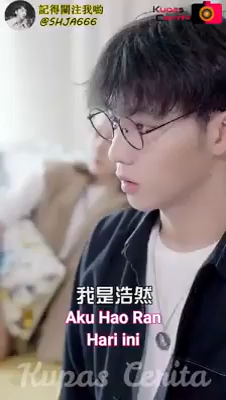 記得關注我喲
@SHJA666
Kupas
Cerita
我是浩然
Aku Hao Ran
Hari ini
Kupas Cerita